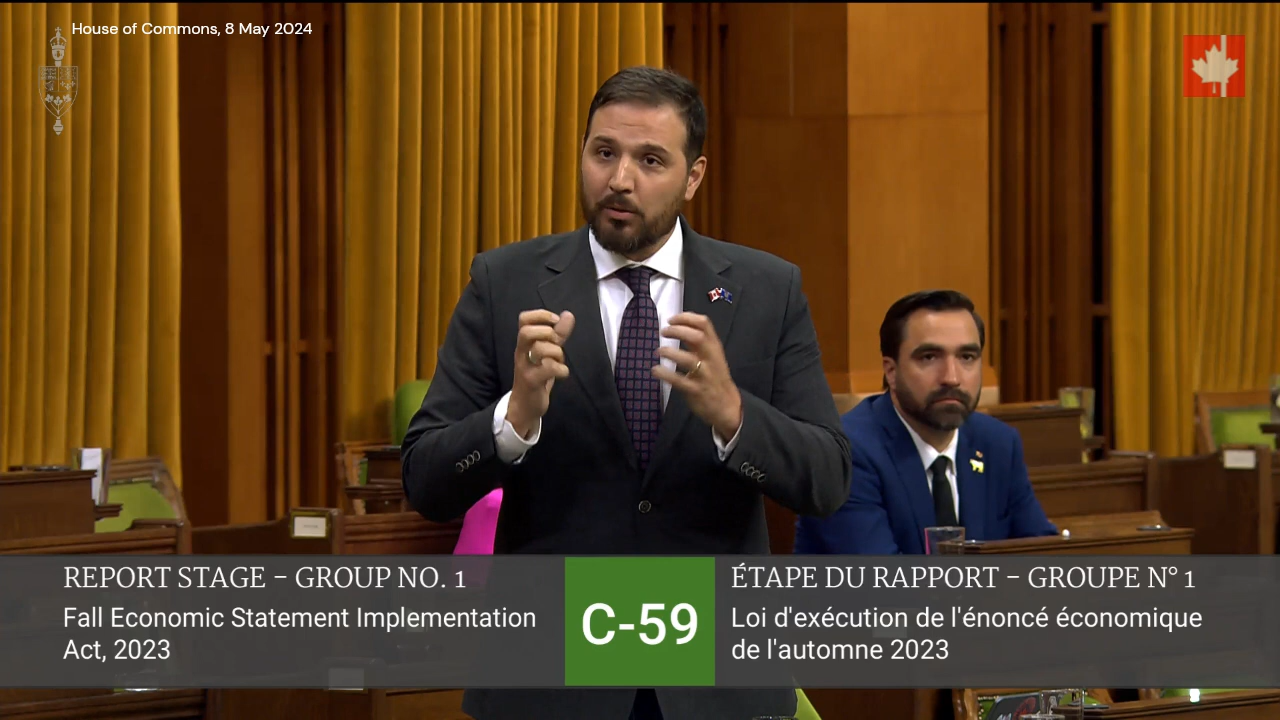 House of Commons, 8 May 2024
REPORT STAGE – GROUP NO. 1
Fall Economic Statement Implementation
Act, 2023
C-59
ÉTAPE DU RAPPORT – GROUPE N° 1
Loi d'exécution de l'énoncé économique
de l'automne 2023